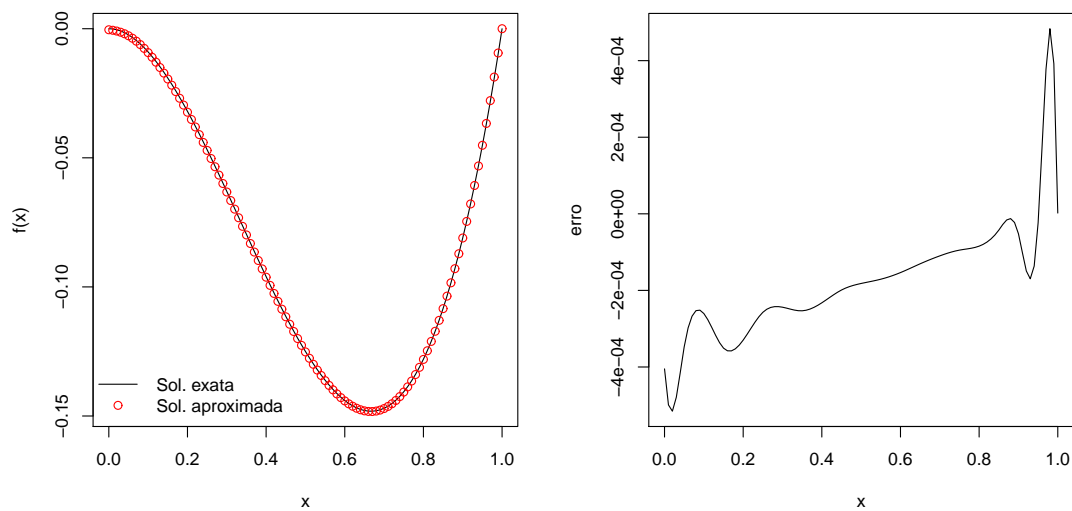 0.00
-0.05
-0.10
-0.15
f(x)
Sol. exata
Sol. aproximada
0.0 0.2 0.4 0.6 0.8 1.0
x
4e-04
2e-04
0e+00
-2e-04
-4e-04
erro
0.0 0.2 0.4 0.6 0.8 1.0
x